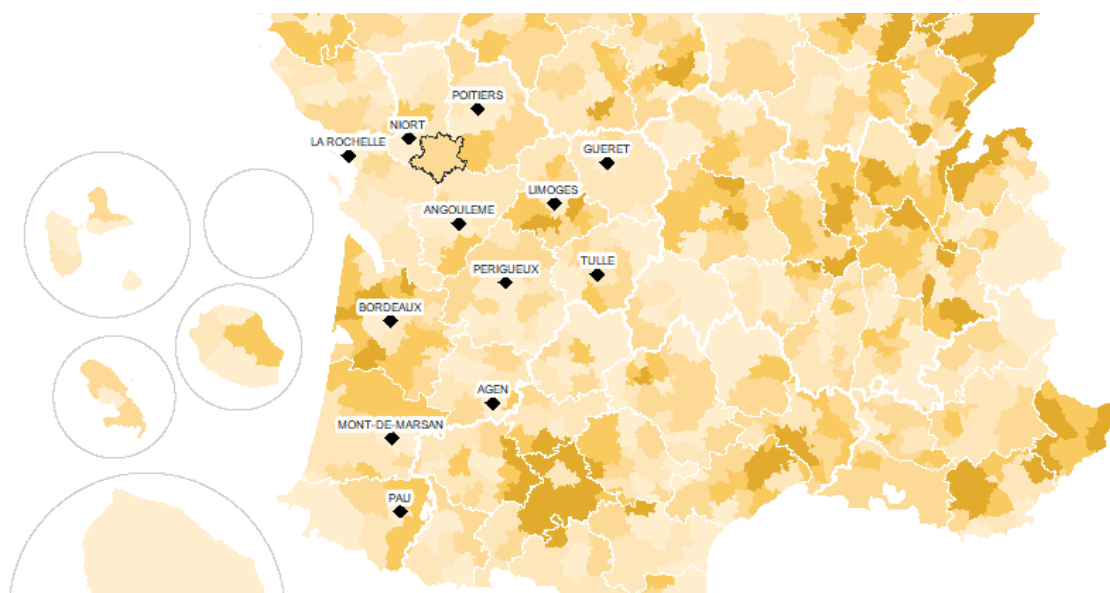 POITIERS
NIORT
LA ROCHELLE
GUERET
LIMOGES
ANGOULEME
TULLE
PERIGUEUX
BORDEAUX
AGEN
MONT-DE-MARSAN
PAU